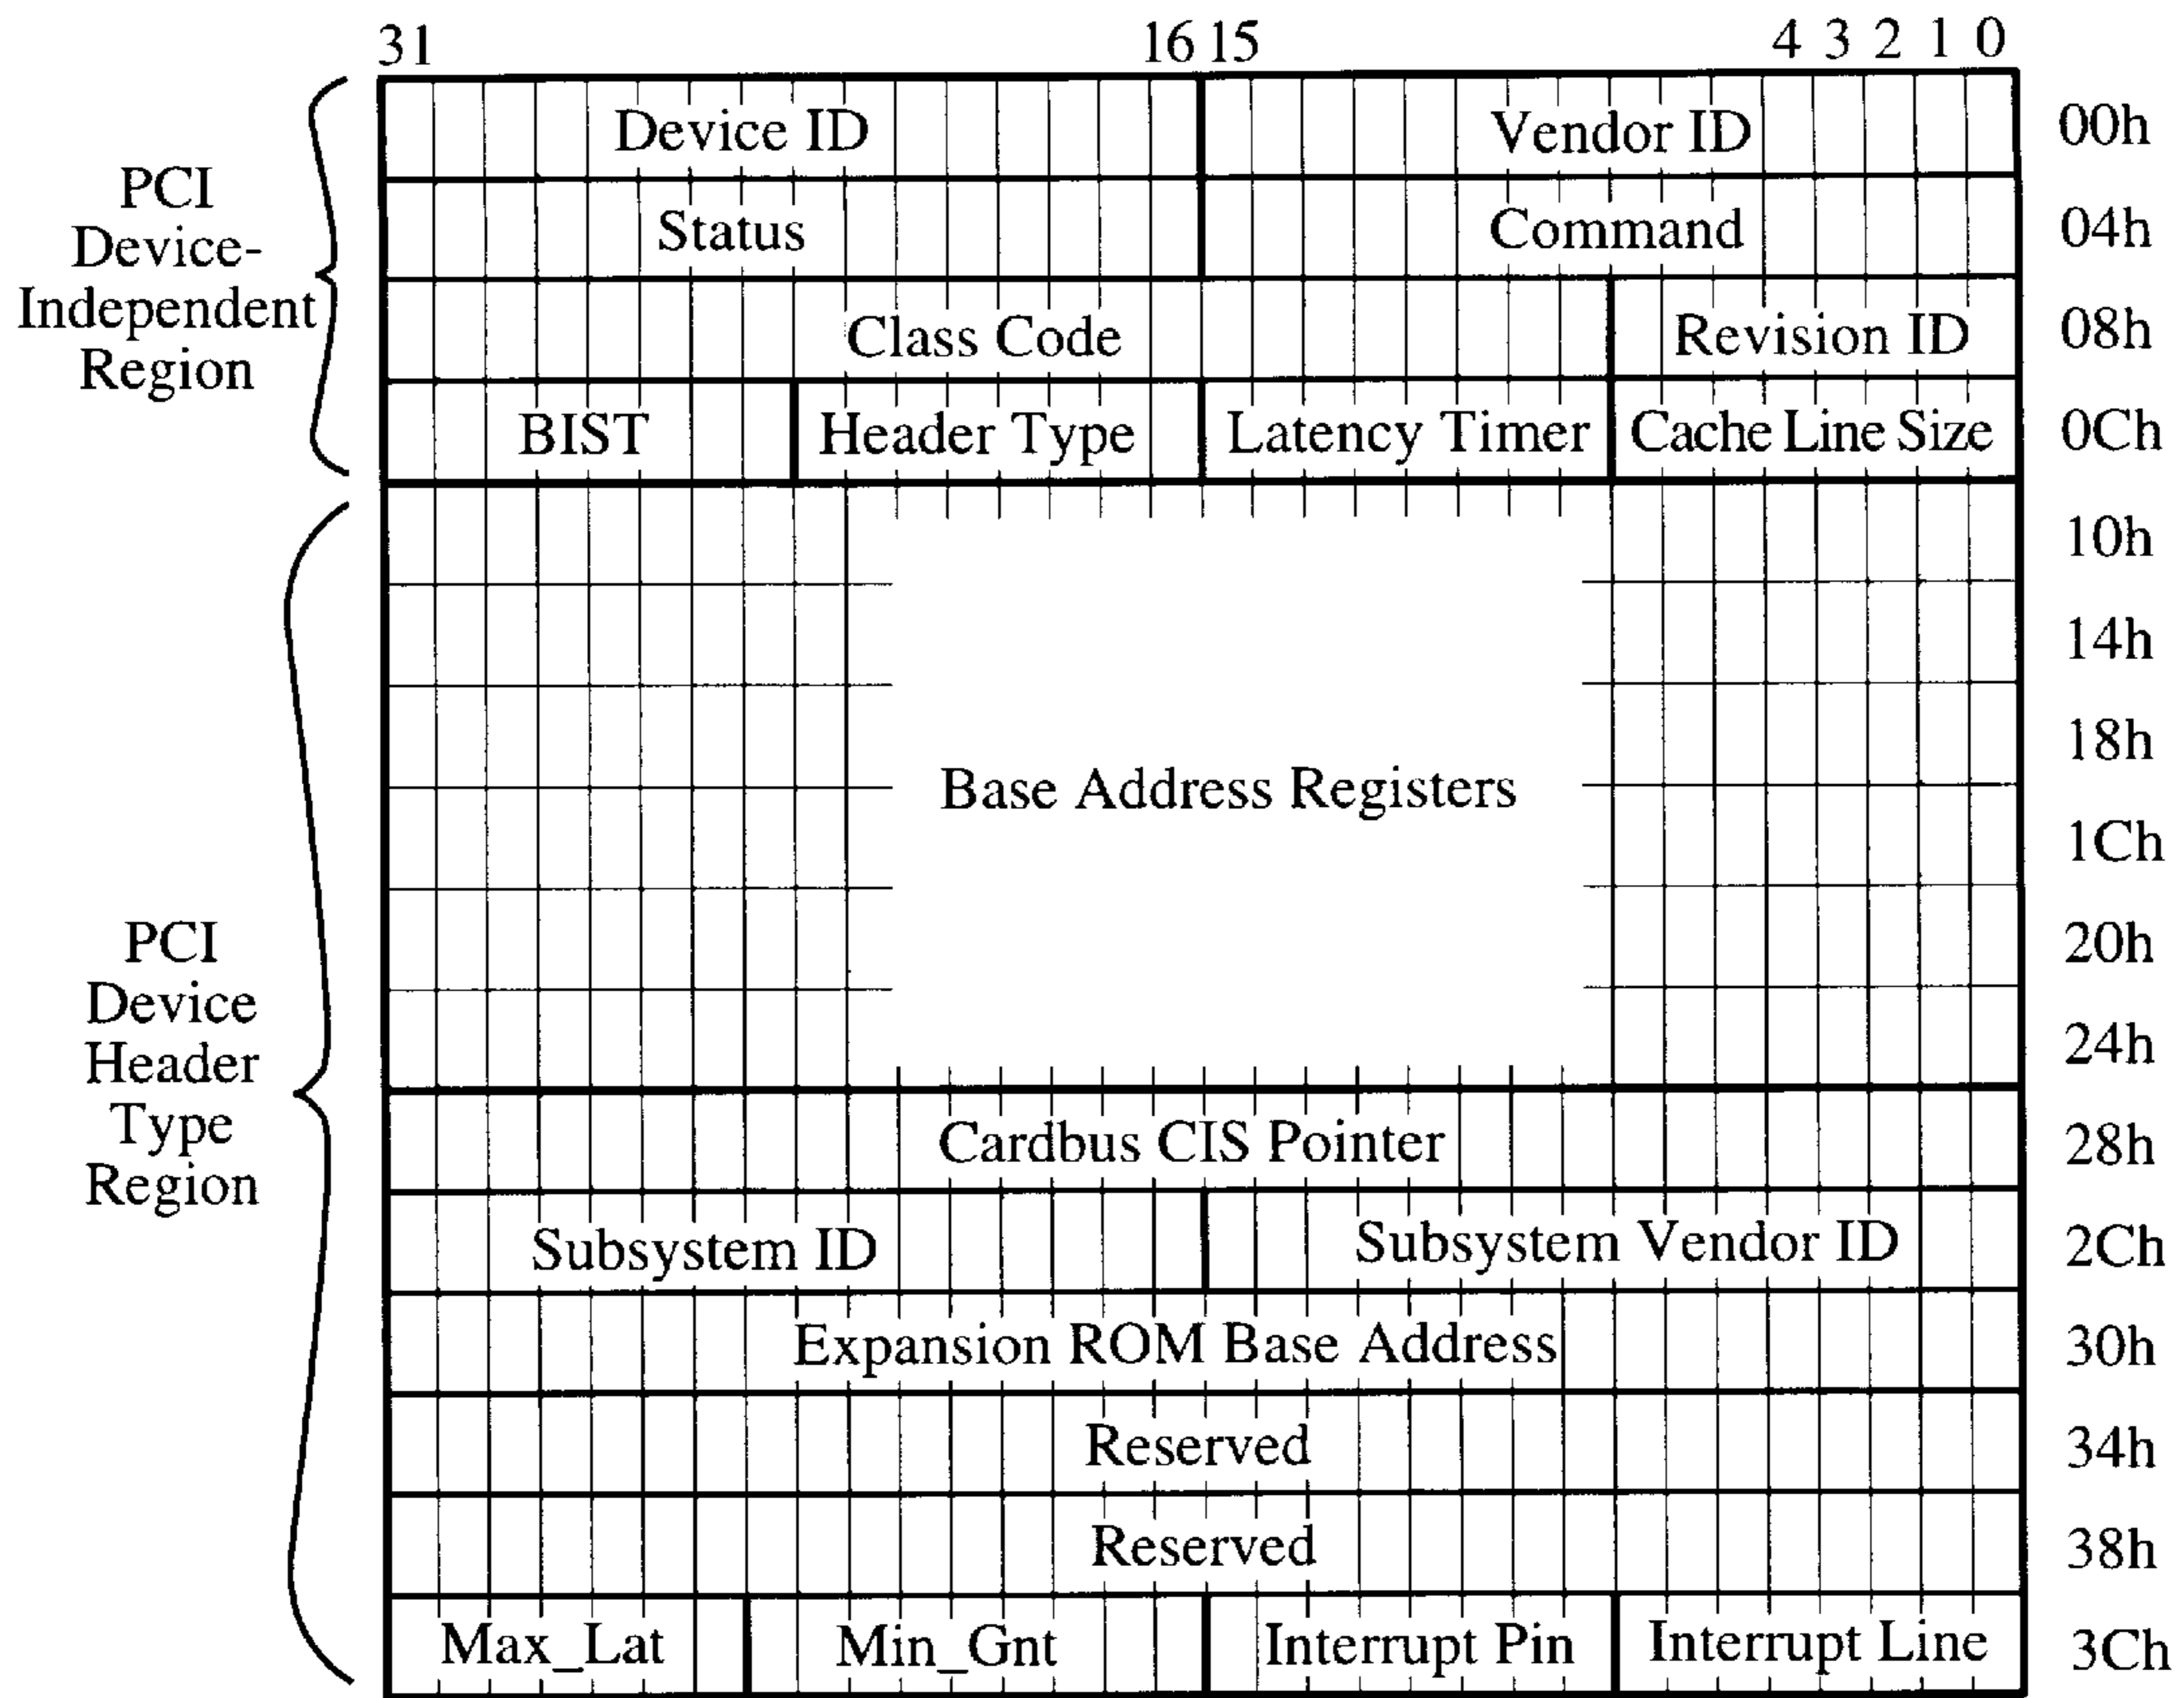 31 16 15 4 3 2 1 0
Device ID Vendor ID 00h
Status Command 04h
Class Code Revision ID 08h
BIST Header Type Latency Timer Cache Line Size 0Ch
PCI
Device-
Independent
Region
10h
14h
18h
Base Address Registers
1Ch
20h
24h
Cardbus CIS Pointer 28h
Subsystem ID Subsystem Vendor ID 2Ch
Expansion ROM Base Address 30h
Reserved 34h
Reserved 38h
Max_Lat Min_Gnt Interrupt Pin Interrupt Line 3Ch
PCI
Device
Header
Type
Region